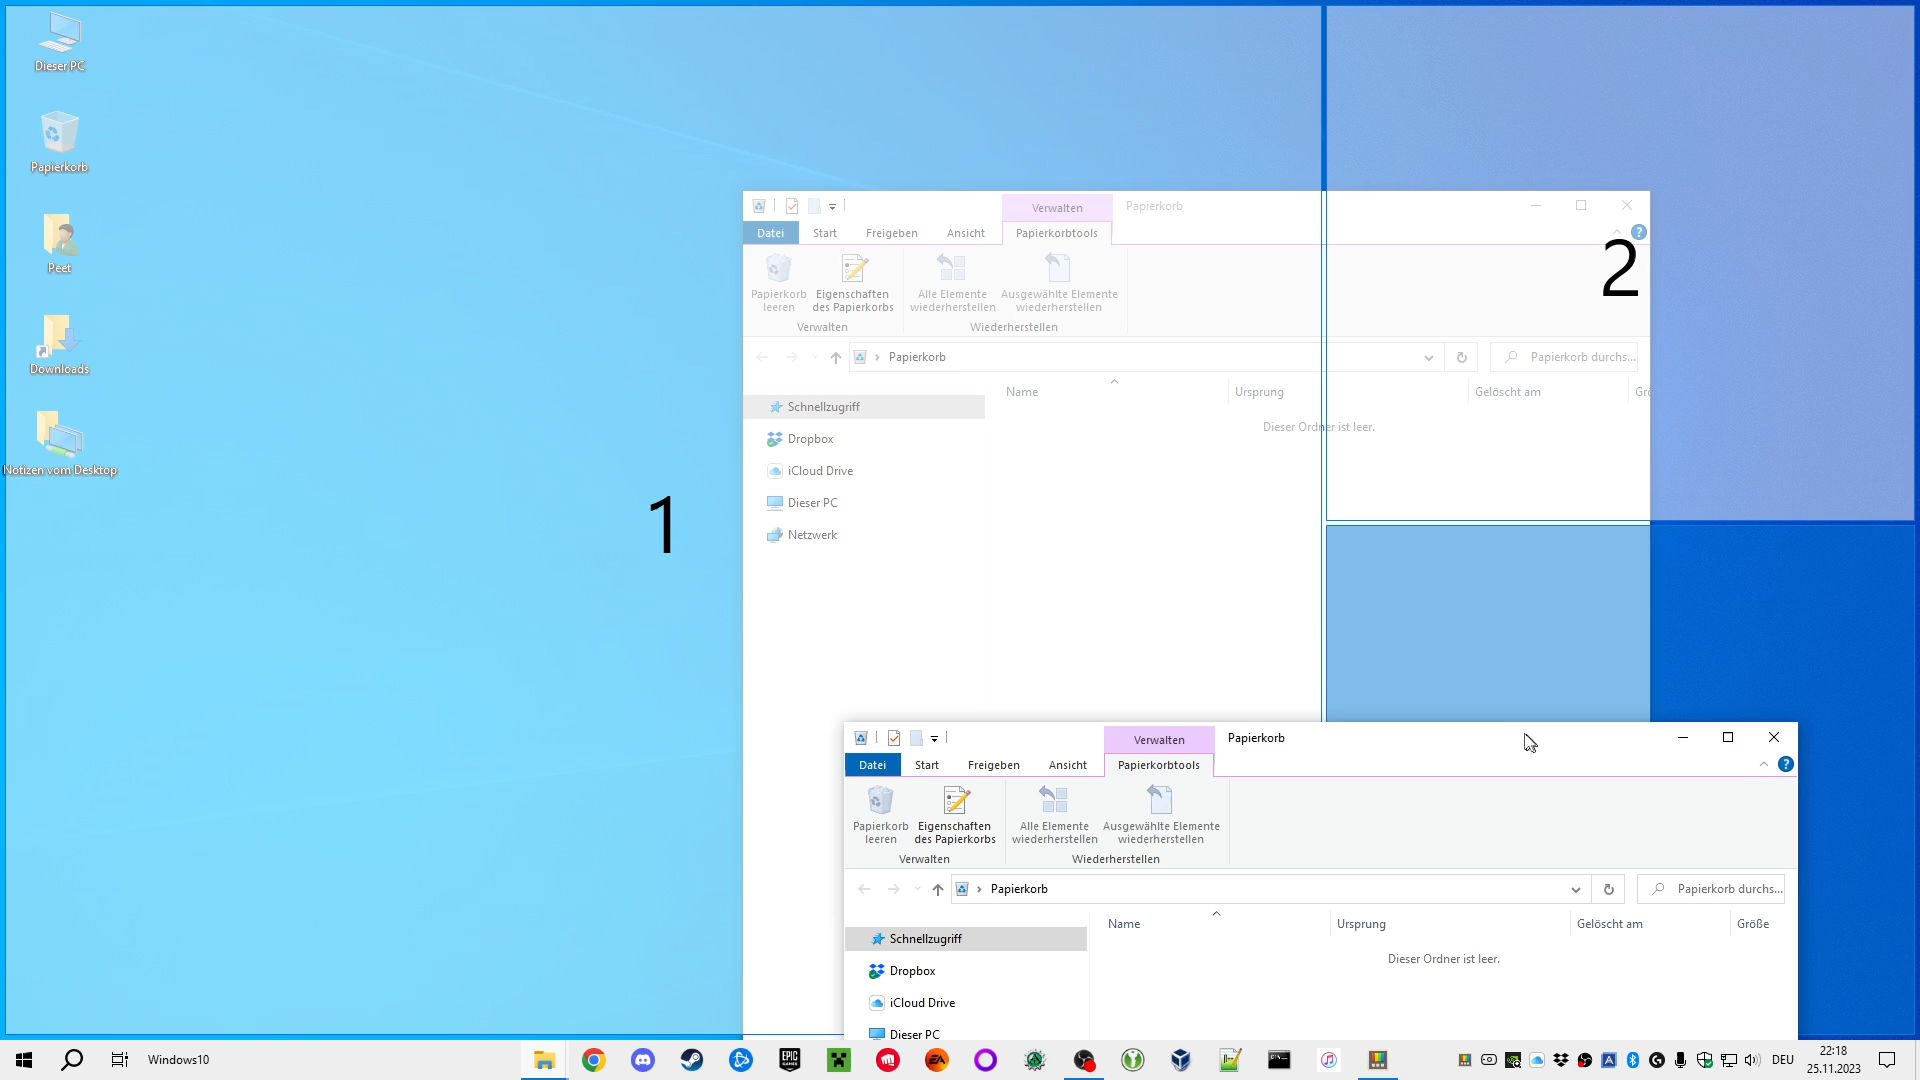 Dieser PC
Papierkorb
Peet
Downloads
Notizen vom Desktop
1
2
Verwalten
Papierkorb
Datei
Start
Freigeben
Ansicht
Papierkorbtools
Papierkorb
leeren
Eigenschaften
des Papierkorbs
Alle Elemente
wiederherstellen
Ausgewählte Elemente
wiederherstellen
Verwalten
Wiederherstellen
Papierkorb
Papierkorb durchs...
Name
Ursprung
Gelöscht am
Schnellzugriff
Dieser Ordner ist leer.
Dropbox
iCloud Drive
Dieser PC
Netzwerk
Verwalten
Papierkorb
Datei
Start
Freigeben
Ansicht
Papierkorbtools
Papierkorb
leeren
Eigenschaften
des Papierkorbs
Alle Elemente
wiederherstellen
Ausgewählte Elemente
wiederherstellen
Verwalten
Wiederherstellen
Papierkorb
Papierkorb durchs...
Name
Ursprung
Gelöscht am
Größe
Schnellzugriff
Dieser Ordner ist leer.
Dropbox
iCloud Drive
Dieser PC
Windows10
EPIC
GAMES
EA
DEU
22:18
25.11.2023